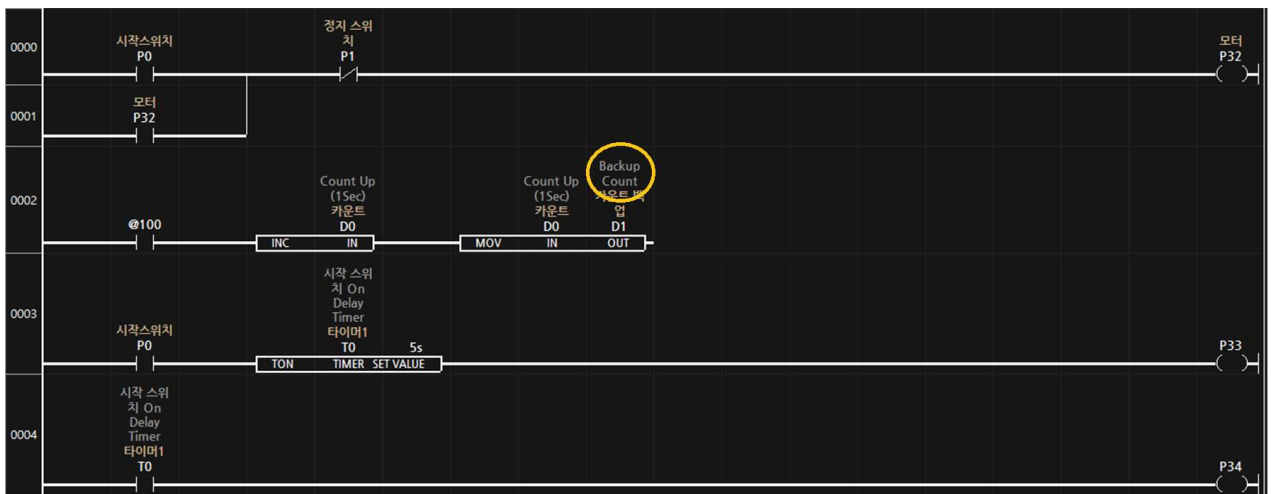 0000
시작스위치
P0
정지 스위
치
P1
모터
P32
0001
모터
P32
0002
@100
Count Up
(1Sec)
카운트
D0
INC IN
Count Up
(1Sec)
카운트
D0
Backup
Count
카운트 백
업
D1
MOV IN OUT
0003
시작스위치
P0
시작 스위
치 On
Delay
Timer
타이머1
T0 5s
TON TIMER SET VALUE
P33
0004
시작 스위
치 On
Delay
Timer
타이머1
T0
P34